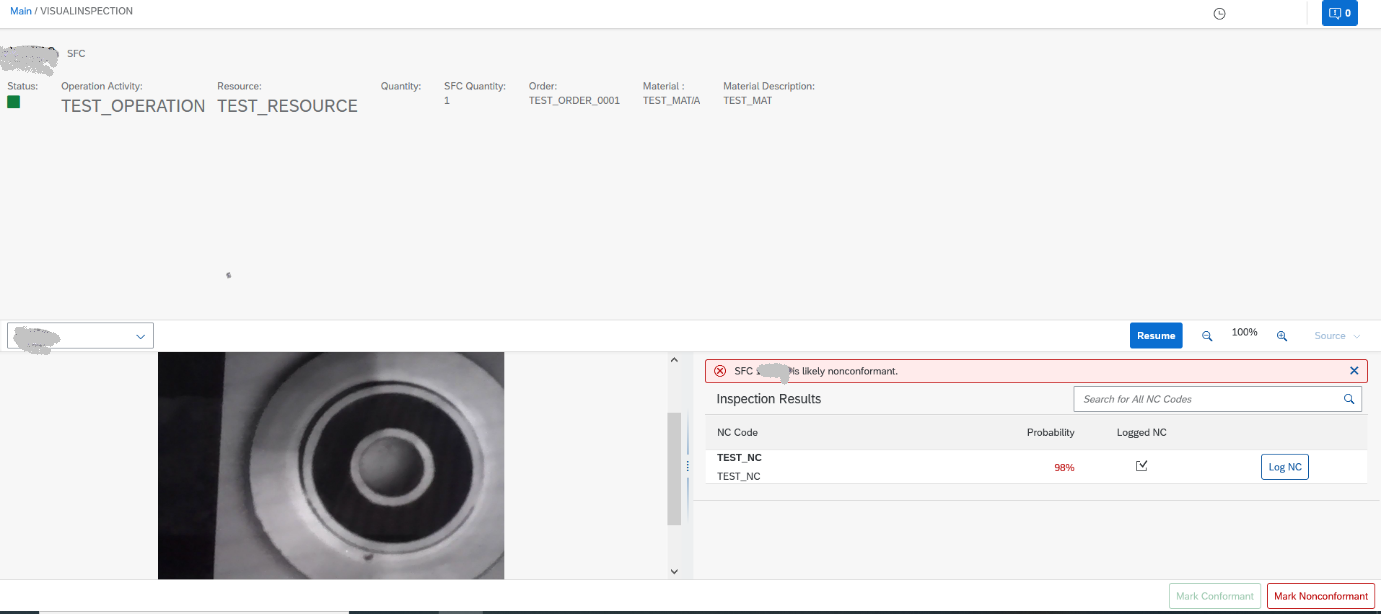 Main / VISUALINSPECTION
0
SFC
Status:
Operation Activity:
TEST_OPERATION
Resource:
TEST_RESOURCE
Quantity:
SFC Quantity:
1
Order:
TEST_ORDER_0001
Material :
TEST_MAT/A
Material Description:
TEST_MAT
Resume
100%
Source
SFC is likely nonconformant.
Inspection Results
Search for All NC Codes
NC Code Probability Logged NC
TEST_NC
TEST_NC
98%
Log NC
Mark Conformant
Mark Nonconformant